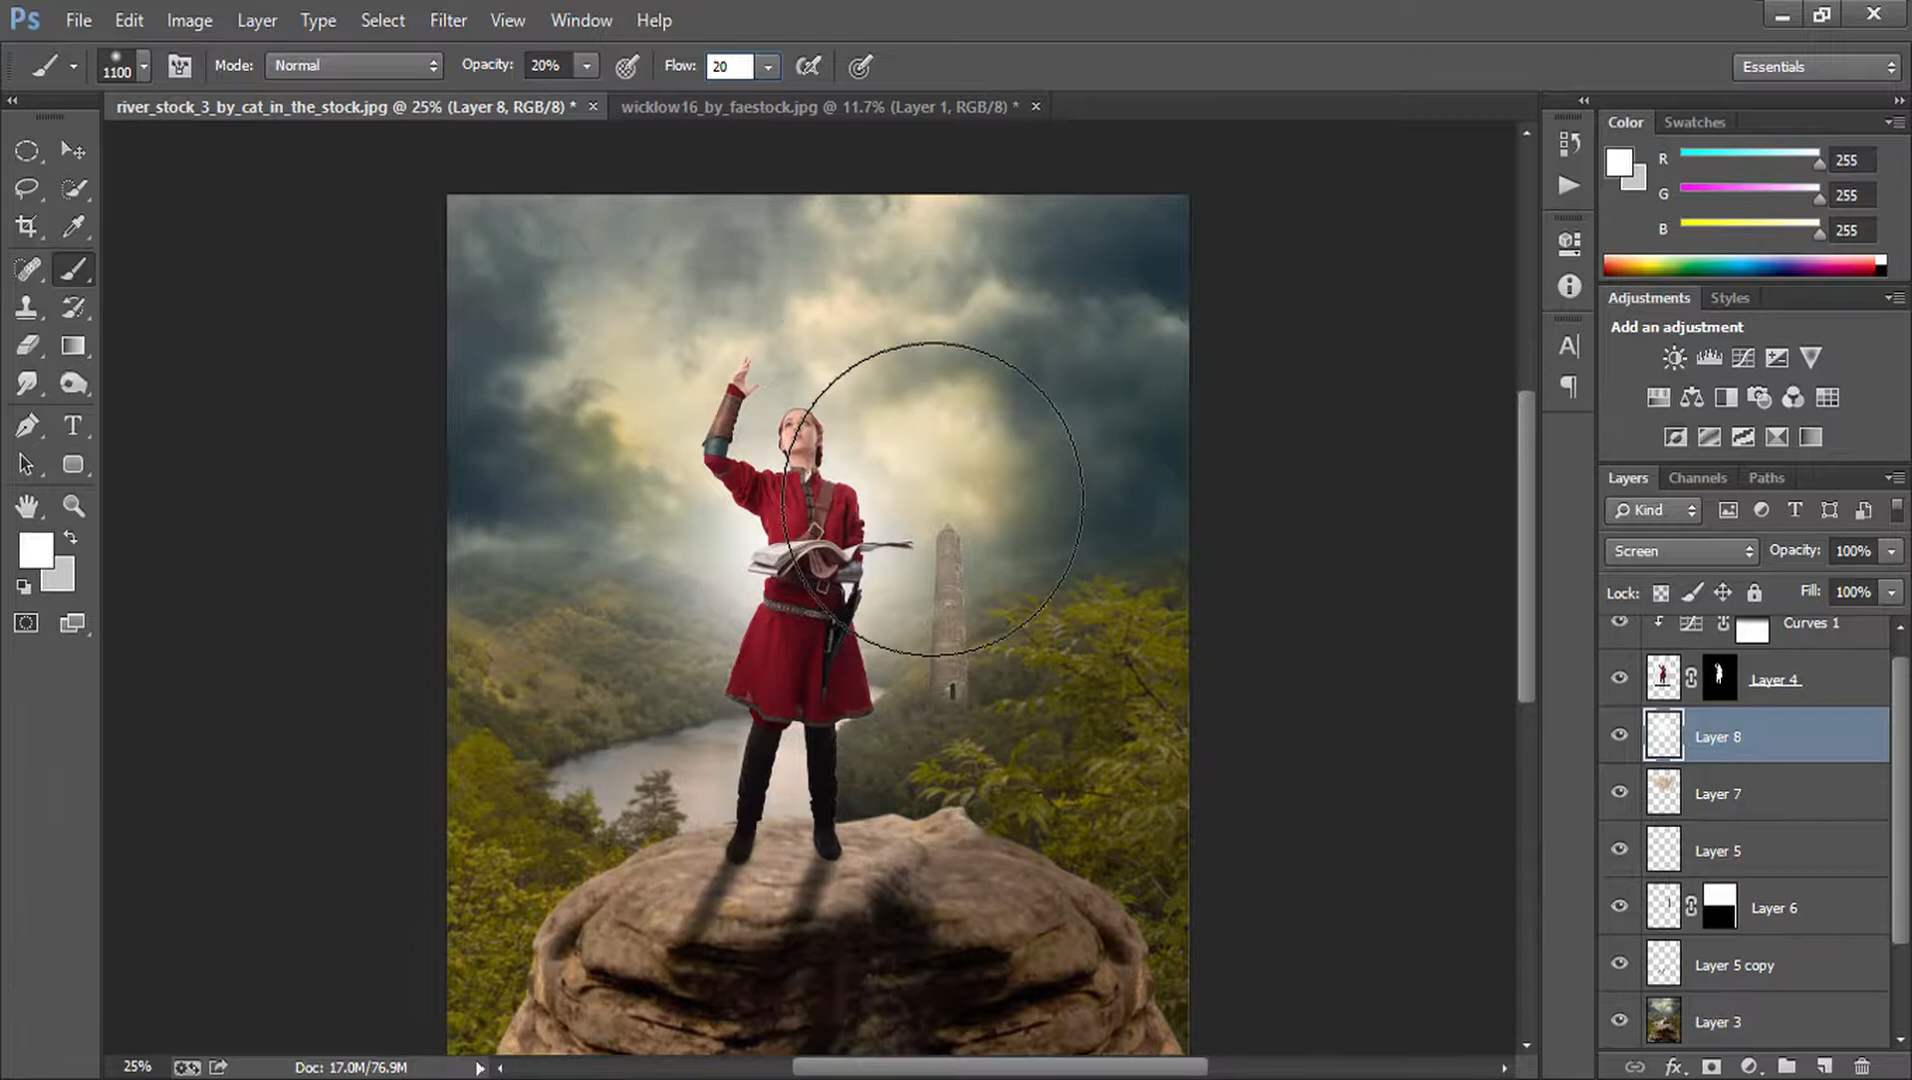 Ps File Edit Image Layer Type Select Filter View Window Help
1100 Mode: Normal Opacity: 20% Flow: 20 Essentials
river_stock_3_by_cat_in_the_stock.jpg @ 25% (Layer 8, RGB/8) * wicklow16_by_faestock.jpg @ 11.7% (Layer 1, RGB/8) *
Color Swatches
R 255
G 255
B 255
Adjustments Styles
Add an adjustment
Layers Channels Paths
Kind
Screen Opacity: 100%
Lock: Fill: 100%
Curves 1
Layer 4
Layer 8
Layer 7
Layer 5
Layer 6
Layer 5 copy
Layer 3
25% Doc: 17.0M/76.9M